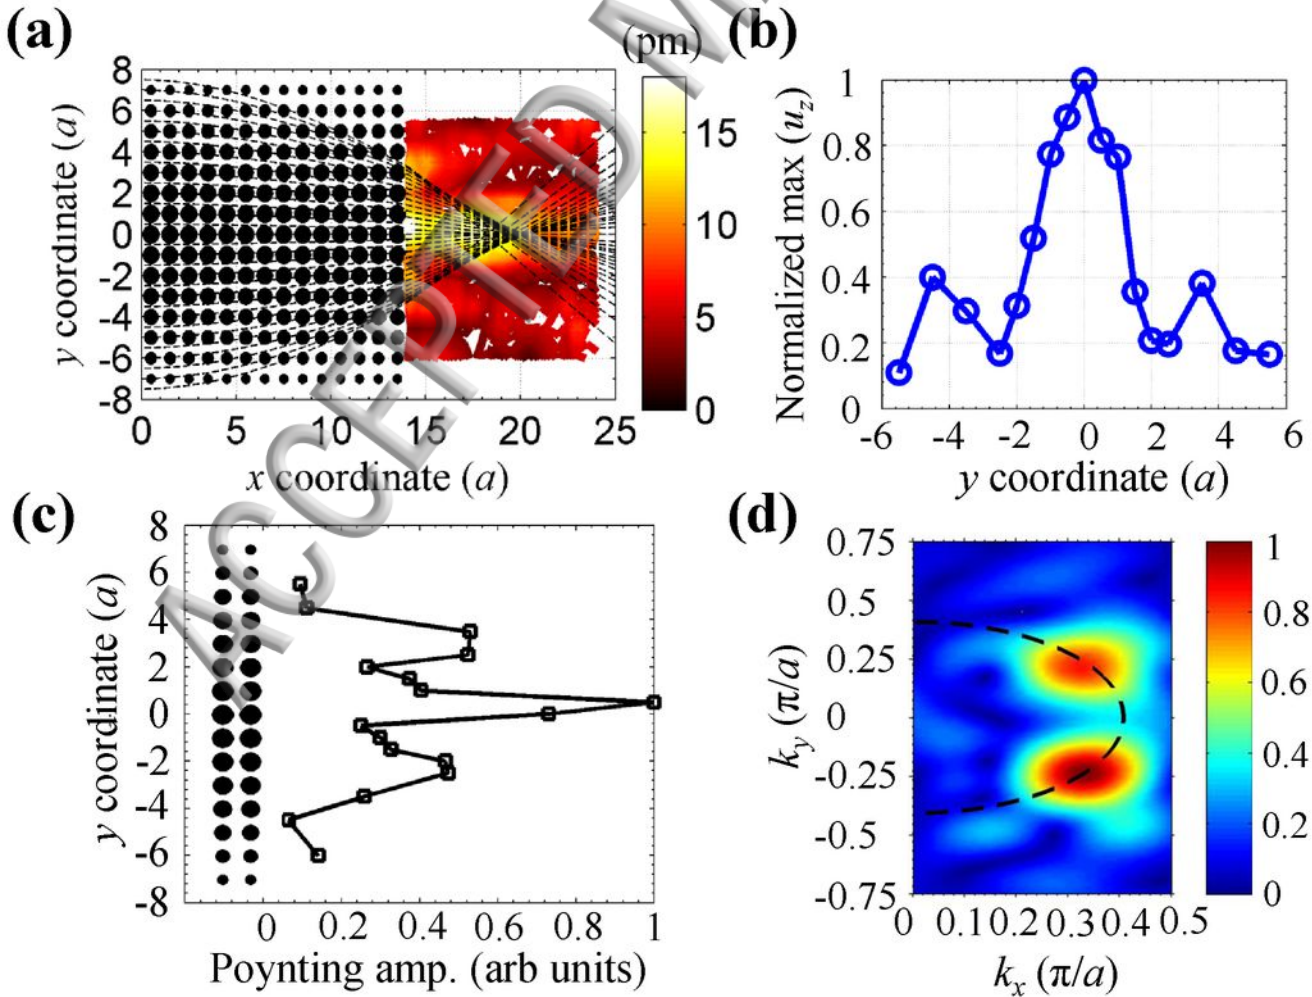 (a)
(pm)
8
6
4
2
0
-2
-4
-6
-8
y coordinate (a)
0 5 10 15 20 25
x coordinate (a)
15
10
5
0
(b)
1
0.8
0.6
0.4
0.2
0
Normalized max (u_z)
-6 -4 -2 0 2 4 6
y coordinate (a)
(c)
8
6
4
2
0
-2
-4
-6
-8
y coordinate (a)
0 0.2 0.4 0.6 0.8 1
Poynting amp. (arb units)
(d)
0.75
0.5
0.25
0
-0.25
-0.5
-0.75
k_y (π/a)
0 0.1 0.2 0.3 0.4 0.5
k_x (π/a)
1
0.8
0.6
0.4
0.2
0
ACCEPTED M